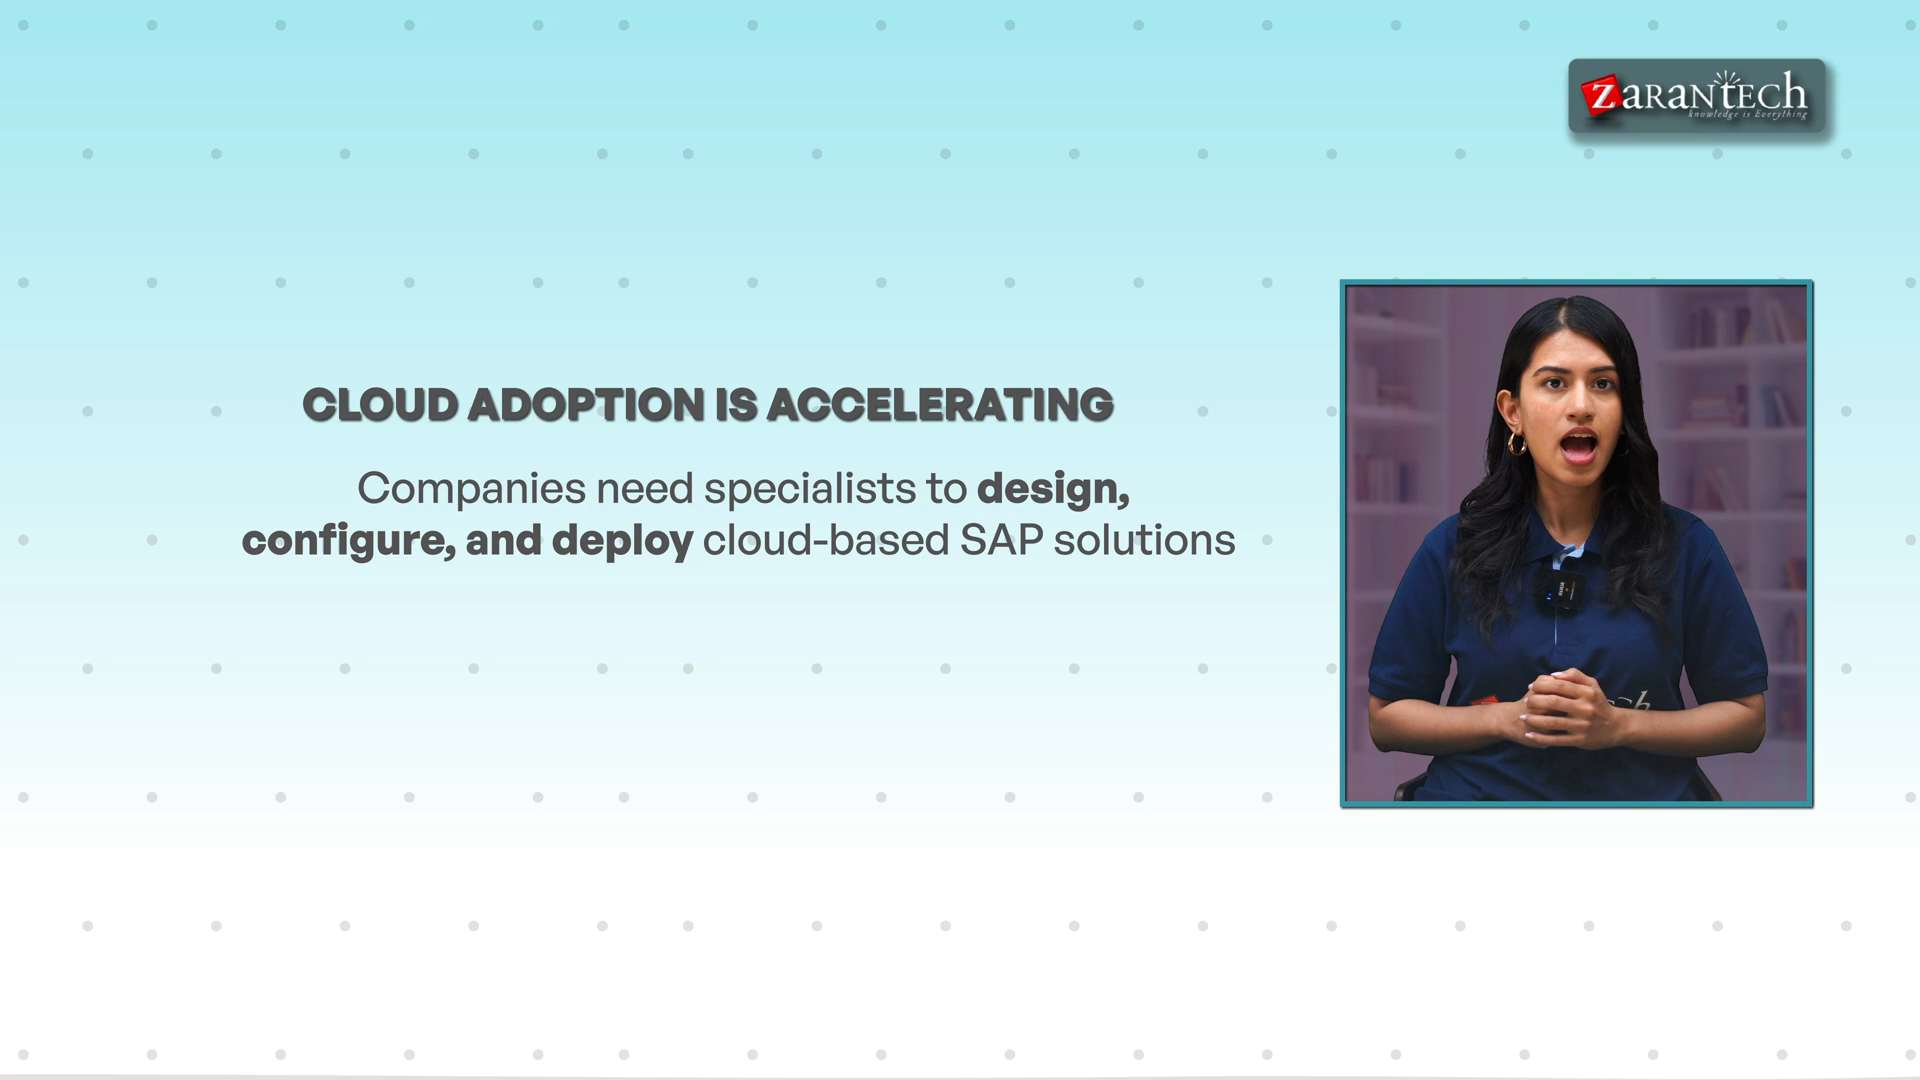 ZARANTECH
knowledge is Everything
CLOUD ADOPTION IS ACCELERATING
Companies need specialists to design,
configure, and deploy cloud-based SAP solutions